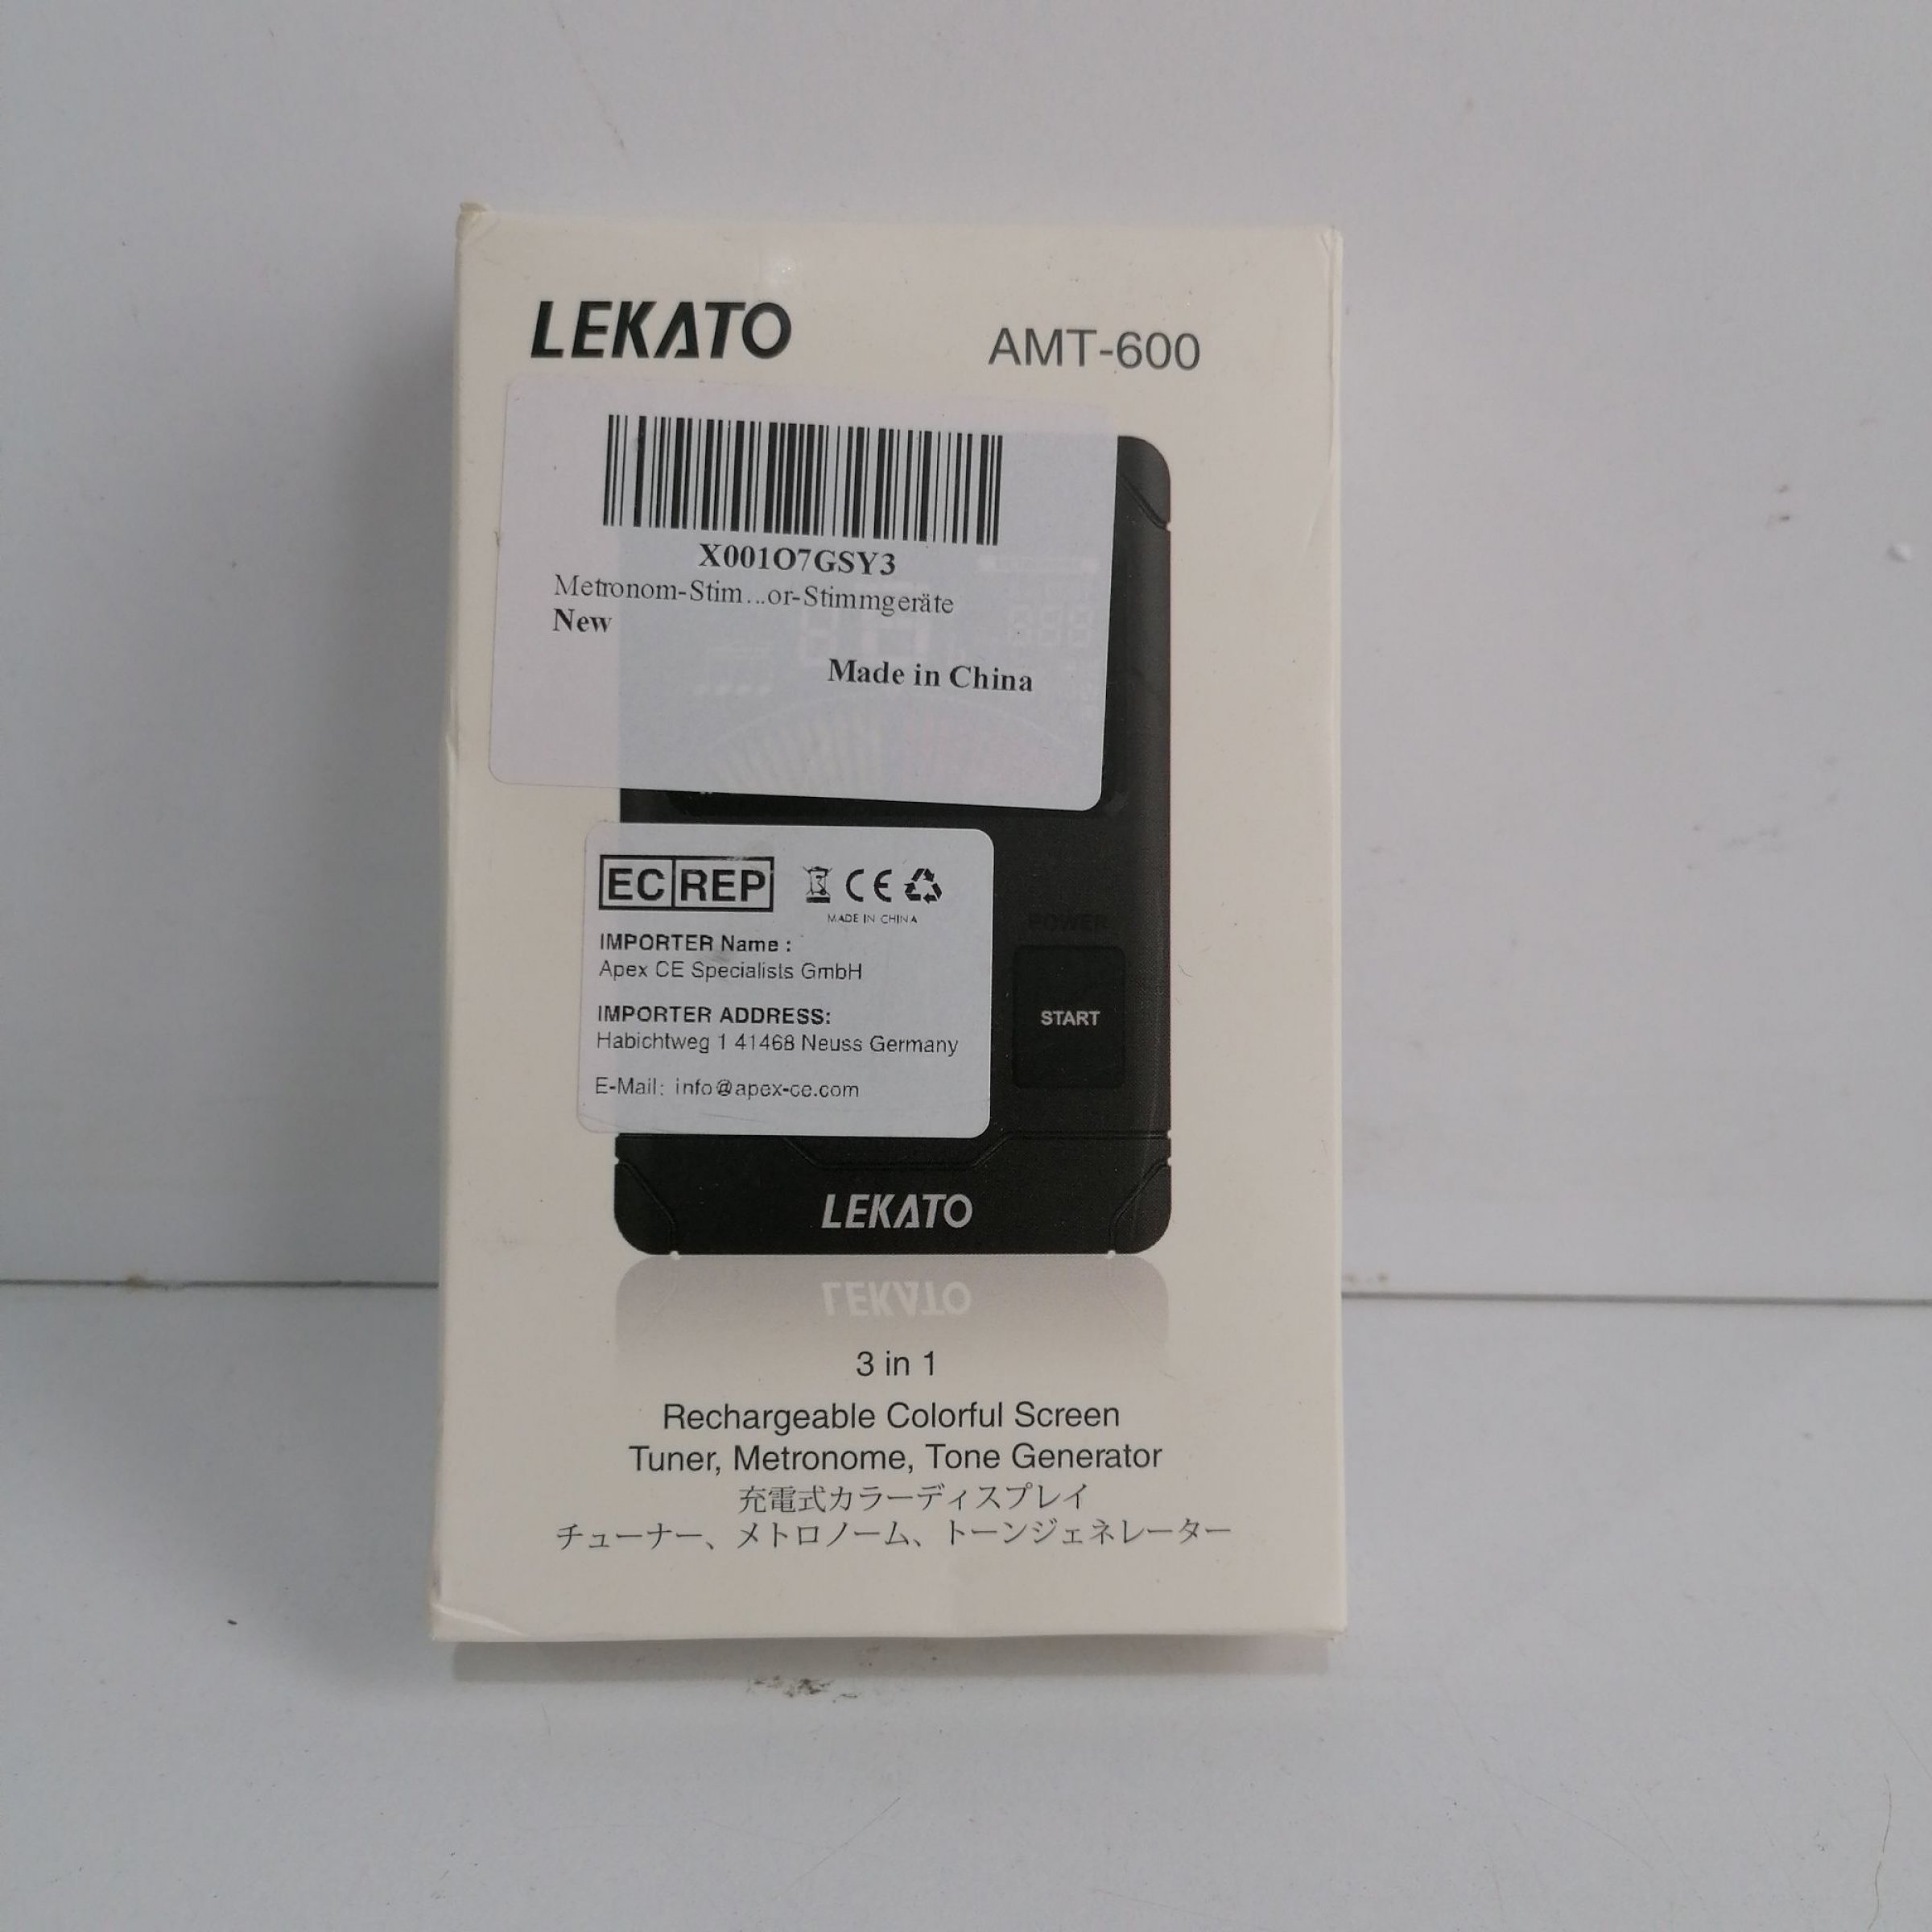 LEKATO
AMT-600
X001O7GSY3
Metronom-Stim...or-Stimmgeräte
New
Made in China
EC REP
CE
MADE IN CHINA
IMPORTER Name :
Apex CE Specialists GmbH
IMPORTER ADDRESS:
Habichtweg 1 41468 Neuss Germany
E-Mail: info@apex-ce.com
POWER
START
LEKATO
3 in 1
Rechargeable Colorful Screen
Tuner, Metronome, Tone Generator
充電式カラーディスプレイ
チューナー、メトロノーム、トーンジェネレーター